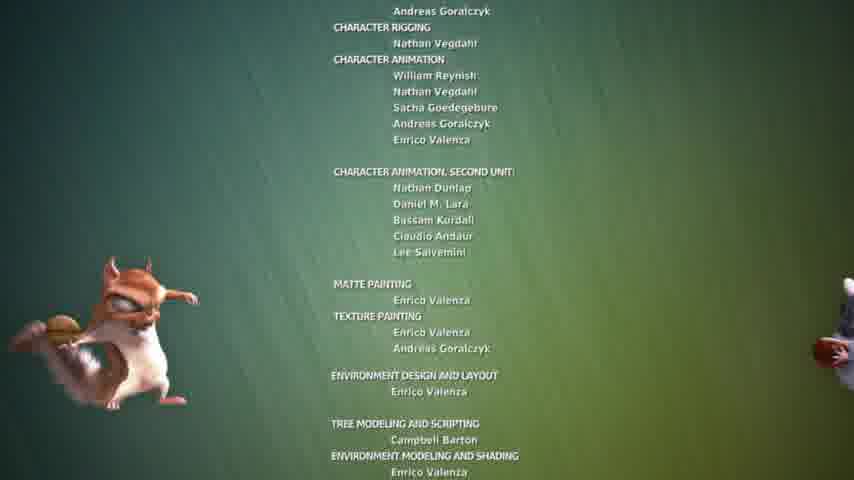 Andreas Goralczyk
CHARACTER RIGGING
Nathan Vegdahl
CHARACTER ANIMATION
William Reynish
Nathan Vegdahl
Sacha Goedegebure
Andreas Goralczyk
Enrico Valenza
CHARACTER ANIMATION, SECOND UNIT:
Nathan Dunlap
Daniel M. Lara
Bassam Kurdali
Claudio Andaur
Lee Salvemini
MATTE PAINTING
Enrico Valenza
TEXTURE PAINTING
Enrico Valenza
Andreas Goralczyk
ENVIRONMENT DESIGN AND LAYOUT
Enrico Valenza
TREE MODELING AND SCRIPTING
Campbell Barton
ENVIRONMENT MODELING AND SHADING
Enrico Valenza